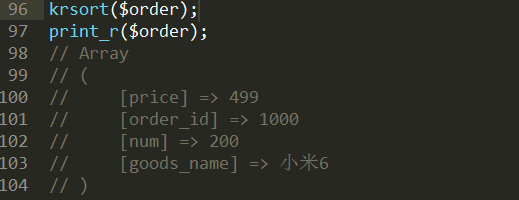 96 krsort($order);
97 print_r($order);
98 // Array
99 // (
100 //     [price] => 499
101 //     [order_id] => 1000
102 //     [num] => 200
103 //     [goods_name] => 小米6
104 // )